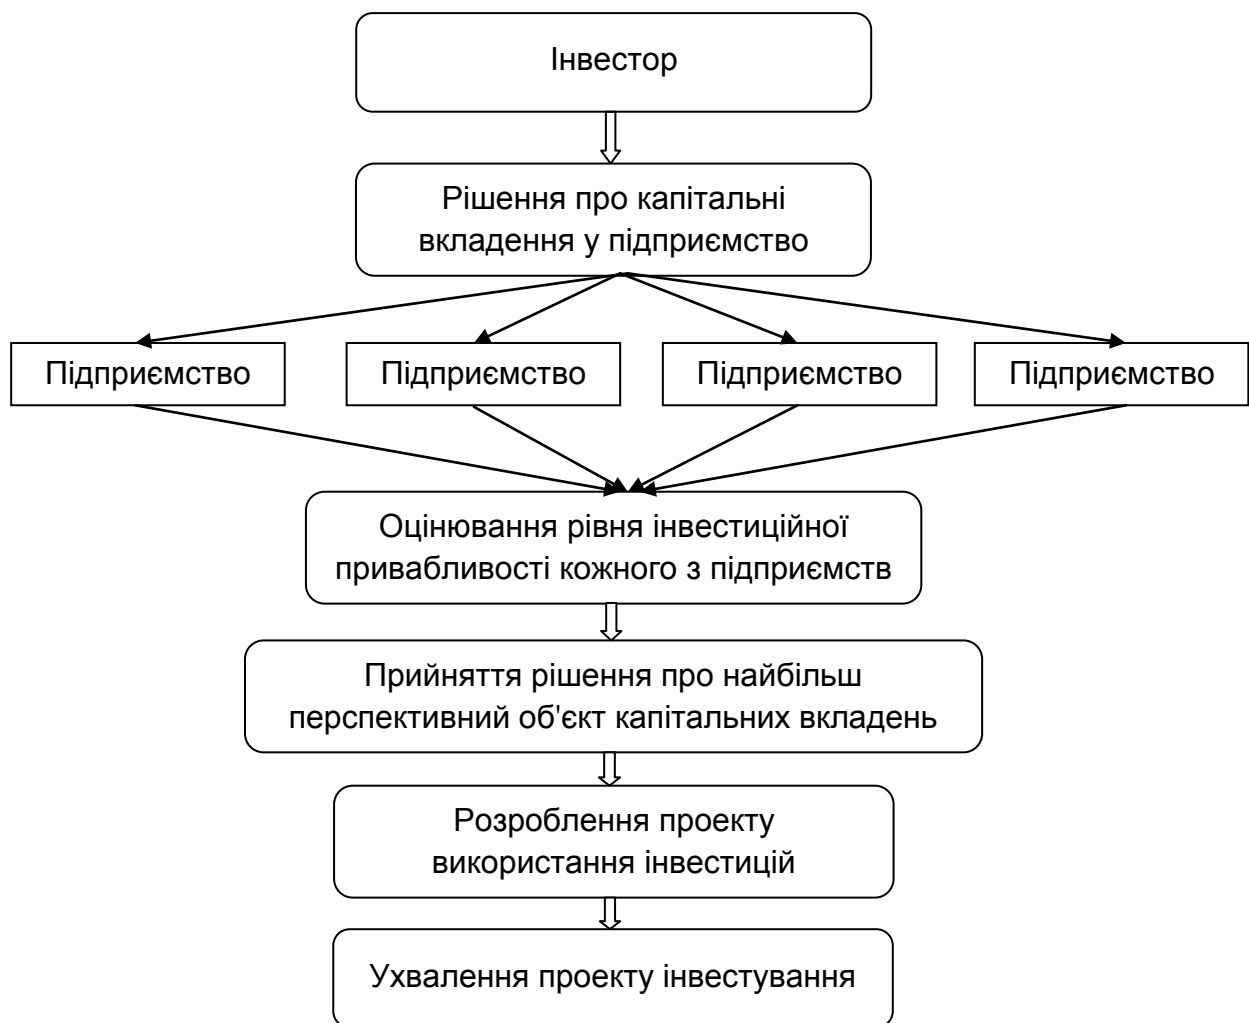 Інвестор
Рішення про капітальні
вкладення у підприємство
Підприємство
Підприємство
Підприємство
Підприємство
Оцінювання рівня інвестиційної
привабливості кожного з підприємств
Прийняття рішення про найбільш
перспективний об'єкт капітальних вкладень
Розроблення проекту
використання інвестицій
Ухвалення проекту інвестування